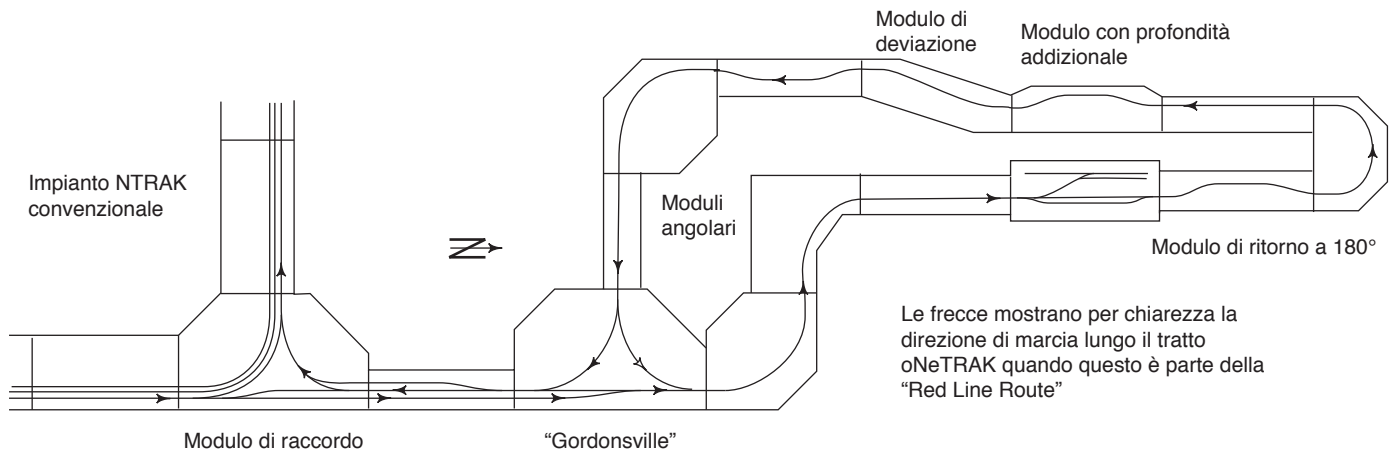 Modulo di
deviazione
Modulo con profondità
addizionale
Impianto NTRAK
convenzionale
Moduli
angolari
N
Modulo di ritorno a 180°
Le frecce mostrano per chiarezza la
direzione di marcia lungo il tratto
oNeTRAK quando questo è parte della
“Red Line Route”
Modulo di raccordo
“Gordonsville”